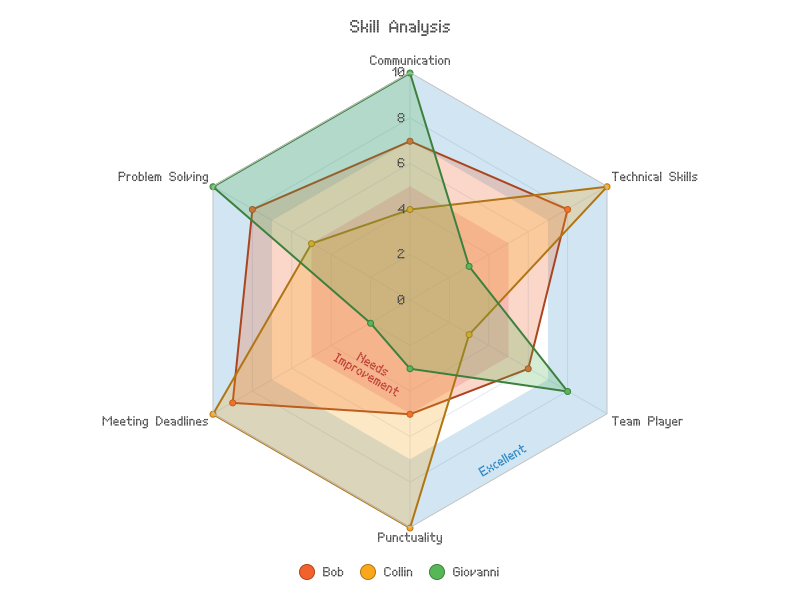 Skill Analysis
Communication
10
8
Problem Solving
Technical Skills
6
4
2
0
Needs
Improvement
Meeting Deadlines
Team Player
Excellent
Punctuality
Bob
Collin
Giovanni